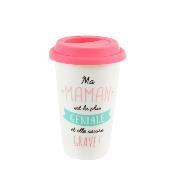 Ma
MAMAN
est la plus
GÉNIALE
et elle assure
GRAVE!